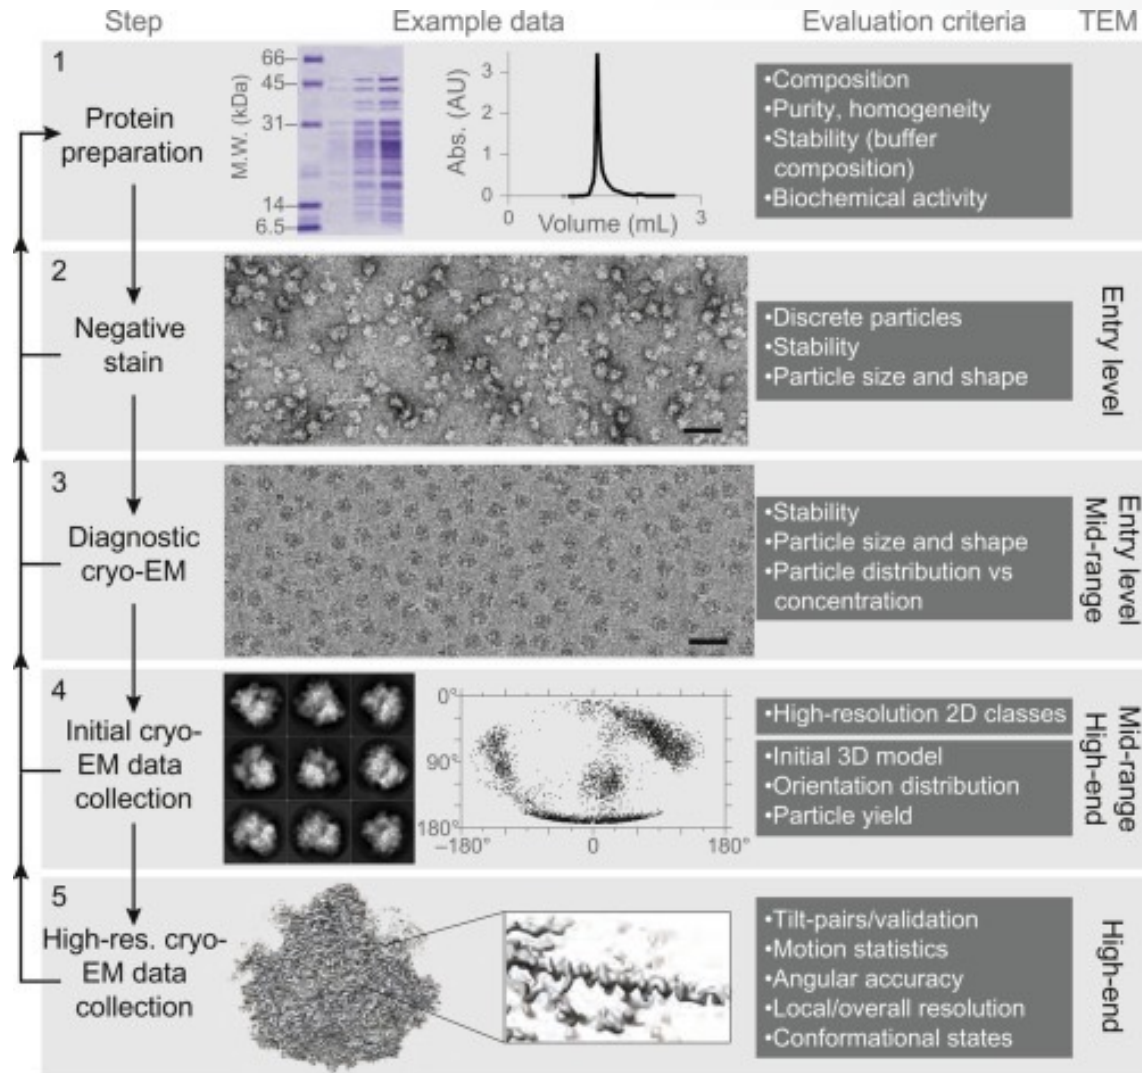 Step
Example data
Evaluation criteria
TEM
1
Protein
preparation
M.W. (kDa)
66
45
31
14
6.5
Abs. (AU)
3
2
1
0
0
Volume (mL)
3
•Composition
•Purity, homogeneity
•Stability (buffer
composition)
•Biochemical activity
2
Negative
stain
•Discrete particles
•Stability
•Particle size and shape
Entry level
3
Diagnostic
cryo-EM
•Stability
•Particle size and shape
•Particle distribution vs
concentration
Entry level
Mid-range
4
Initial cryo-
EM data
collection
0°
90°
180°
−180°
0
180°
•High-resolution 2D classes
•Initial 3D model
•Orientation distribution
•Particle yield
Mid-range
High-end
5
High-res. cryo-
EM data
collection
•Tilt-pairs/validation
•Motion statistics
•Angular accuracy
•Local/overall resolution
•Conformational states
High-end